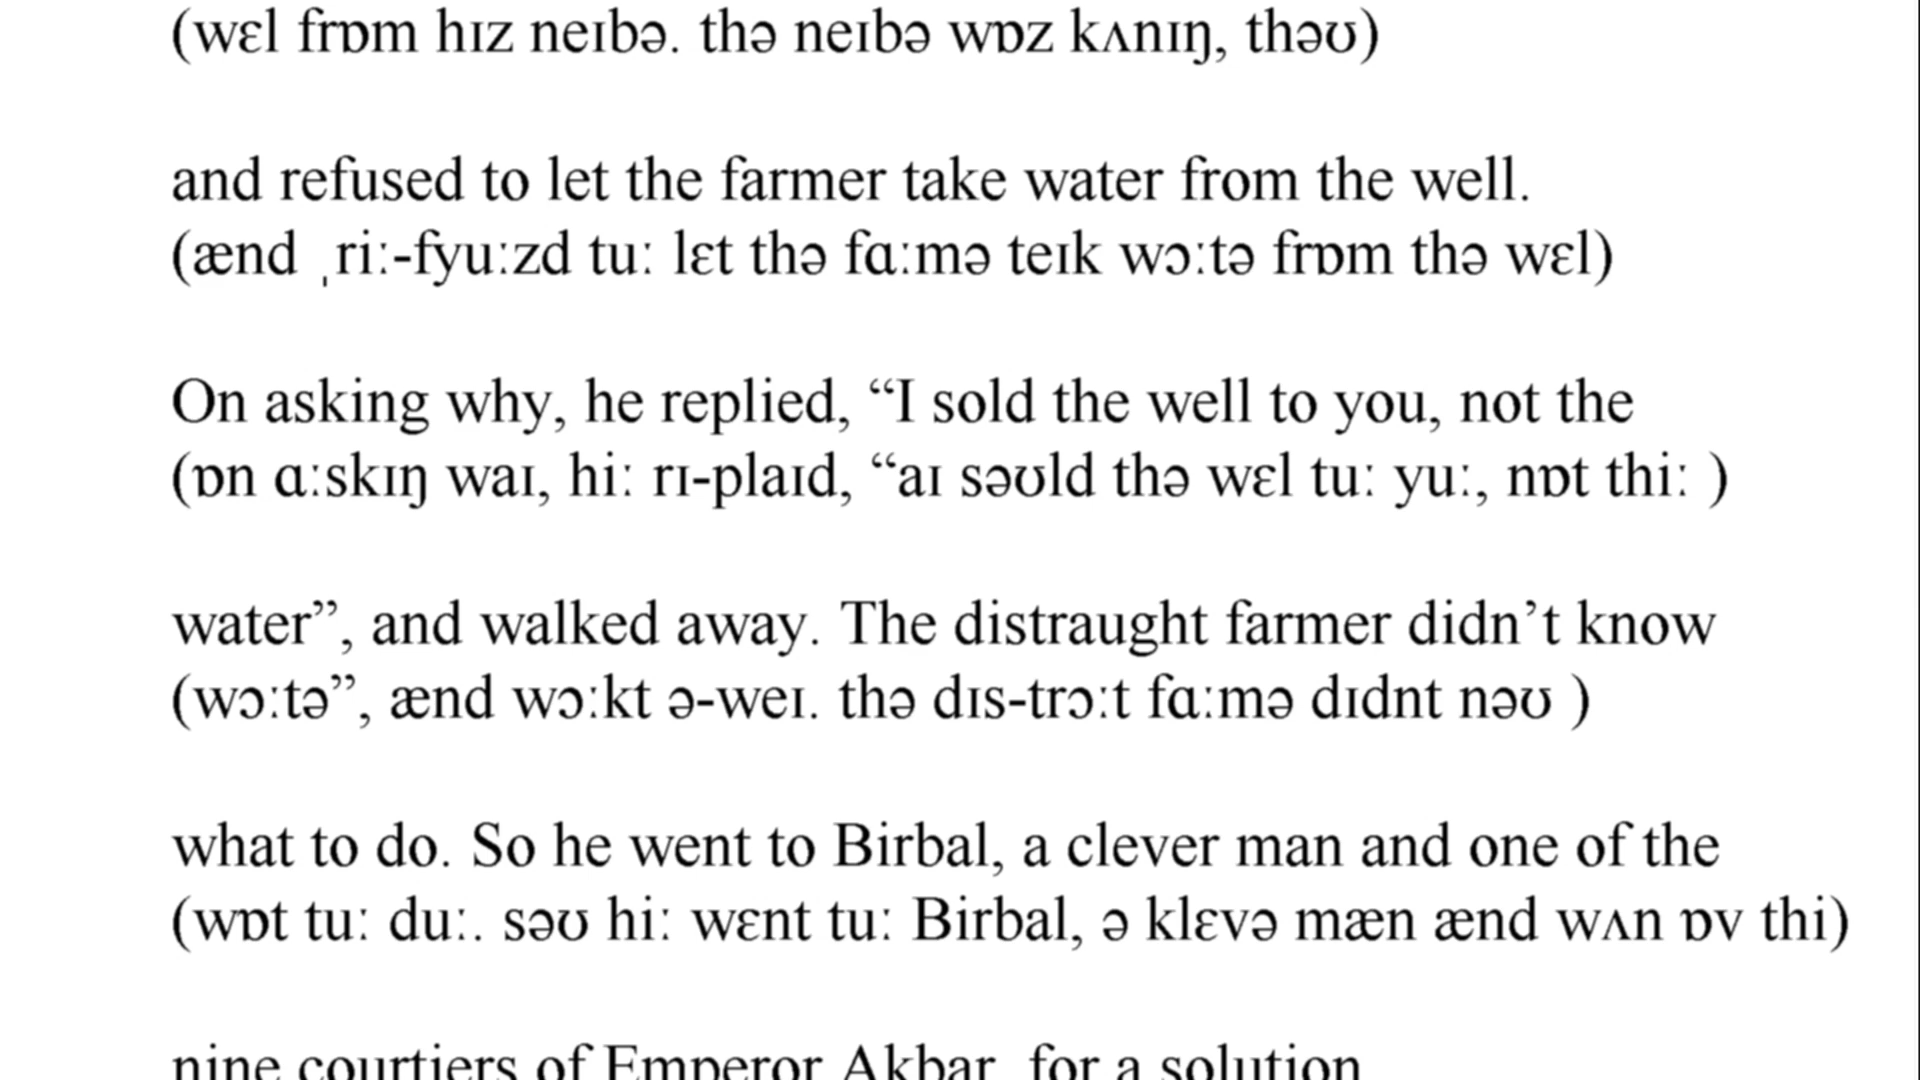 (wɛl frɒm hɪz neɪbə. thə neɪbə wɒz kʌnɪŋ, thəʊ)
and refused to let the farmer take water from the well.
(ænd ˌriː-fyuːzd tuː lɛt thə fɑːmə teɪk wɔːtə frɒm thə wɛl)
On asking why, he replied, “I sold the well to you, not the
(ɒn ɑːskɪŋ waɪ, hiː rɪ-plaɪd, “aɪ səʊld thə wɛl tuː yuː, nɒt thiː )
water”, and walked away. The distraught farmer didn’t know
(wɔːtə”, ænd wɔːkt ə-weɪ. thə dɪs-trɔːt fɑːmə dɪdnt nəʊ )
what to do. So he went to Birbal, a clever man and one of the
(wɒt tuː duː. səʊ hiː wɛnt tuː Birbal, ə klɛvə mæn ænd wʌn ɒv thi)
nine courtiers of Emperor Akbar, for a solution